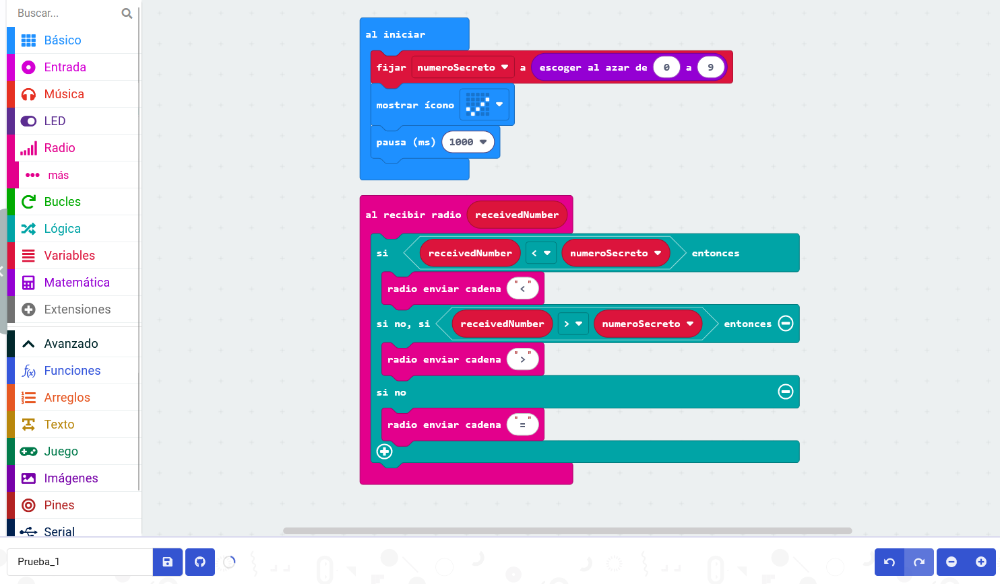 Buscar...
Básico
Entrada
Música
LED
Radio
más
Bucles
Lógica
Variables
Matemática
Extensiones
Avanzado
Funciones
Arreglos
Texto
Juego
Imágenes
Pines
Serial
al iniciar
fijar numeroSecreto a escoger al azar de 0 a 9
mostrar ícono
pausa (ms) 1000
al recibir radio receivedNumber
si receivedNumber < numeroSecreto entonces
radio enviar cadena "<"
si no, si receivedNumber > numeroSecreto entonces
radio enviar cadena ">"
si no
radio enviar cadena "="
Prueba_1